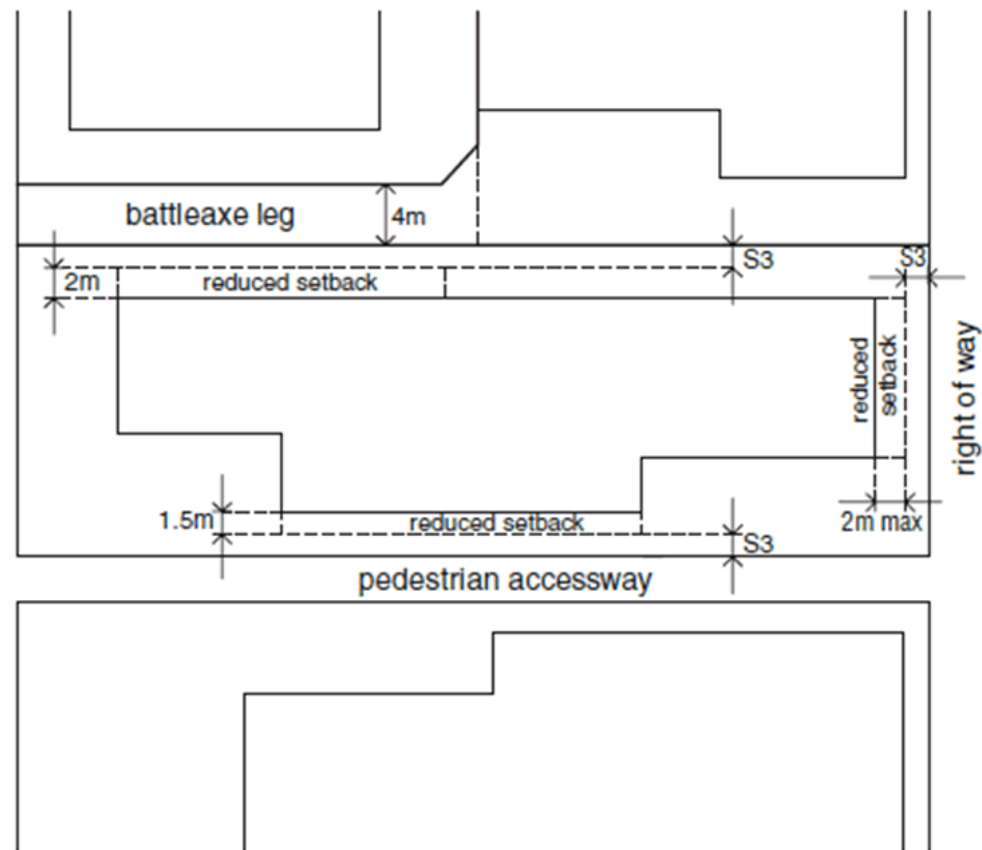 battleaxe leg
4m
S3
S3
2m
reduced setback
reduced
setback
right of way
1.5m
reduced setback
2m max
S3
pedestrian accessway